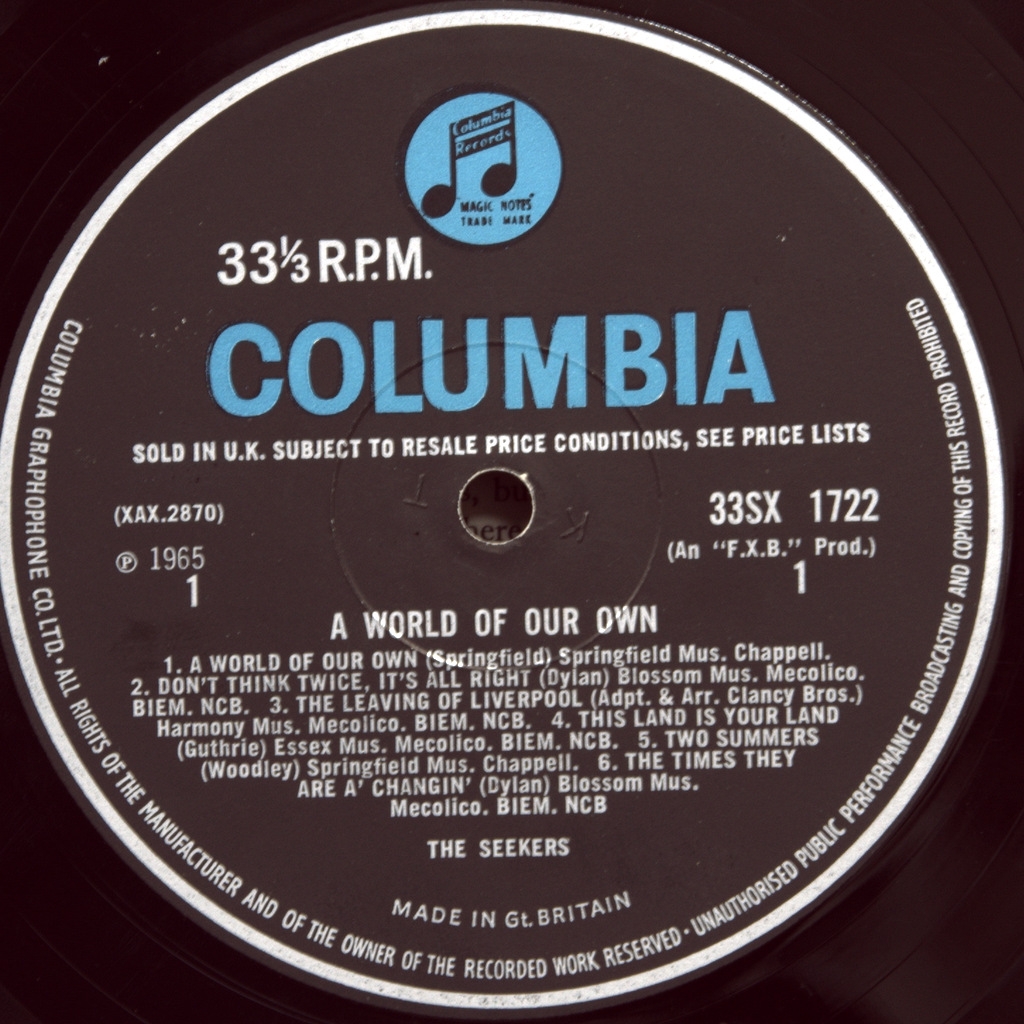 Columbia
Records
"MAGIC NOTES"
TRADE MARK
33⅓ R.P.M.
COLUMBIA
SOLD IN U.K. SUBJECT TO RESALE PRICE CONDITIONS, SEE PRICE LISTS
(XAX.2870)
℗ 1965
1
33SX 1722
(An "F.X.B." Prod.)
1
A WORLD OF OUR OWN
1. A WORLD OF OUR OWN (Springfield) Springfield Mus. Chappell.
2. DON'T THINK TWICE, IT'S ALL RIGHT (Dylan) Blossom Mus. Mecolico.
BIEM. NCB. 3. THE LEAVING OF LIVERPOOL (Adpt. & Arr. Clancy Bros.)
Harmony Mus. Mecolico. BIEM. NCB. 4. THIS LAND IS YOUR LAND
(Guthrie) Essex Mus. Mecolico. BIEM. NCB. 5. TWO SUMMERS
(Woodley) Springfield Mus. Chappell. 6. THE TIMES THEY
ARE A' CHANGIN' (Dylan) Blossom Mus.
Mecolico. BIEM. NCB
THE SEEKERS
MADE IN Gt. BRITAIN
COLUMBIA GRAPHOPHONE CO. LTD. · ALL RIGHTS OF THE MANUFACTURER AND OF THE OWNER OF THE RECORDED WORK RESERVED · UNAUTHORISED PUBLIC PERFORMANCE BROADCASTING AND COPYING OF THIS RECORD PROHIBITED